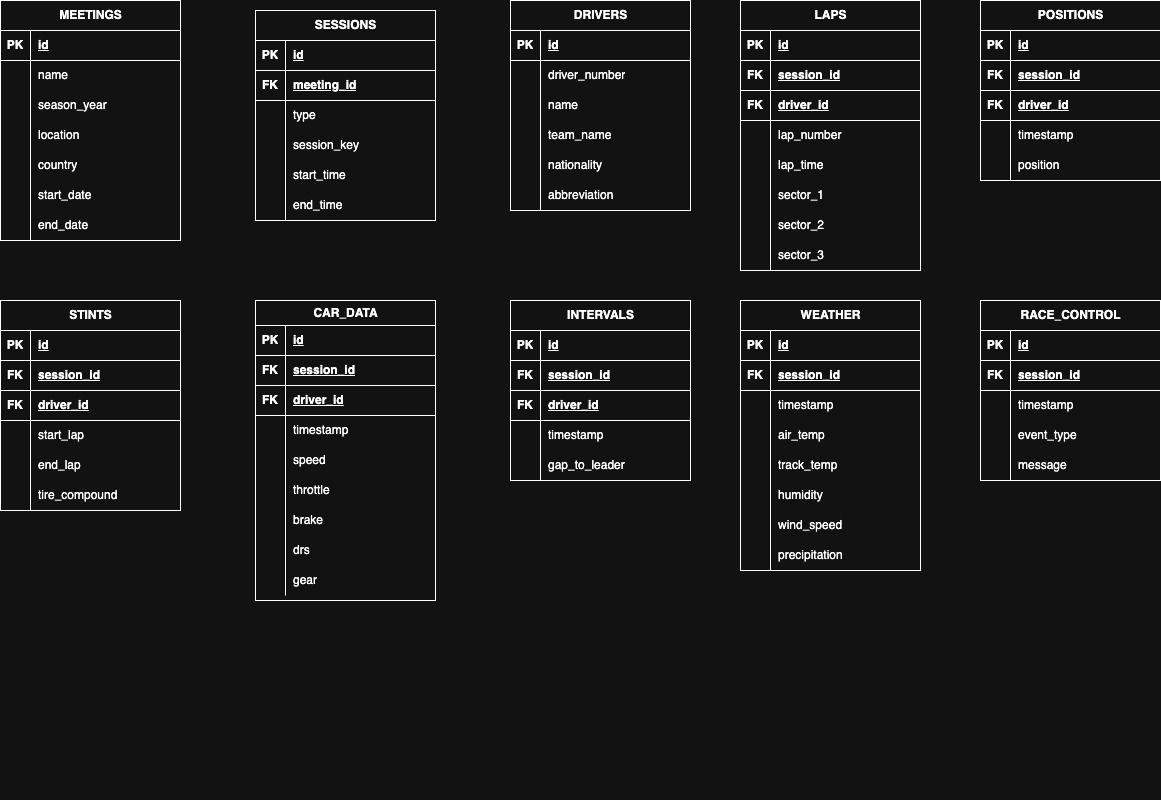 MEETINGS
PK id
name
season_year
location
country
start_date
end_date
SESSIONS
PK id
FK meeting_id
type
session_key
start_time
end_time
DRIVERS
PK id
driver_number
name
team_name
nationality
abbreviation
LAPS
PK id
FK session_id
FK driver_id
lap_number
lap_time
sector_1
sector_2
sector_3
POSITIONS
PK id
FK session_id
FK driver_id
timestamp
position
STINTS
PK id
FK session_id
FK driver_id
start_lap
end_lap
tire_compound
CAR_DATA
PK id
FK session_id
FK driver_id
timestamp
speed
throttle
brake
drs
gear
INTERVALS
PK id
FK session_id
FK driver_id
timestamp
gap_to_leader
WEATHER
PK id
FK session_id
timestamp
air_temp
track_temp
humidity
wind_speed
precipitation
RACE_CONTROL
PK id
FK session_id
timestamp
event_type
message